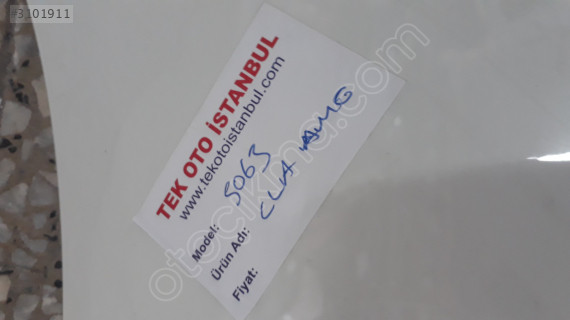 #3101911
TEK OTO İSTANBUL
www.tekotoistanbul.com
Model: 5063
Ürün Adı: CLA AMG
Fiyat:
otocikma.com